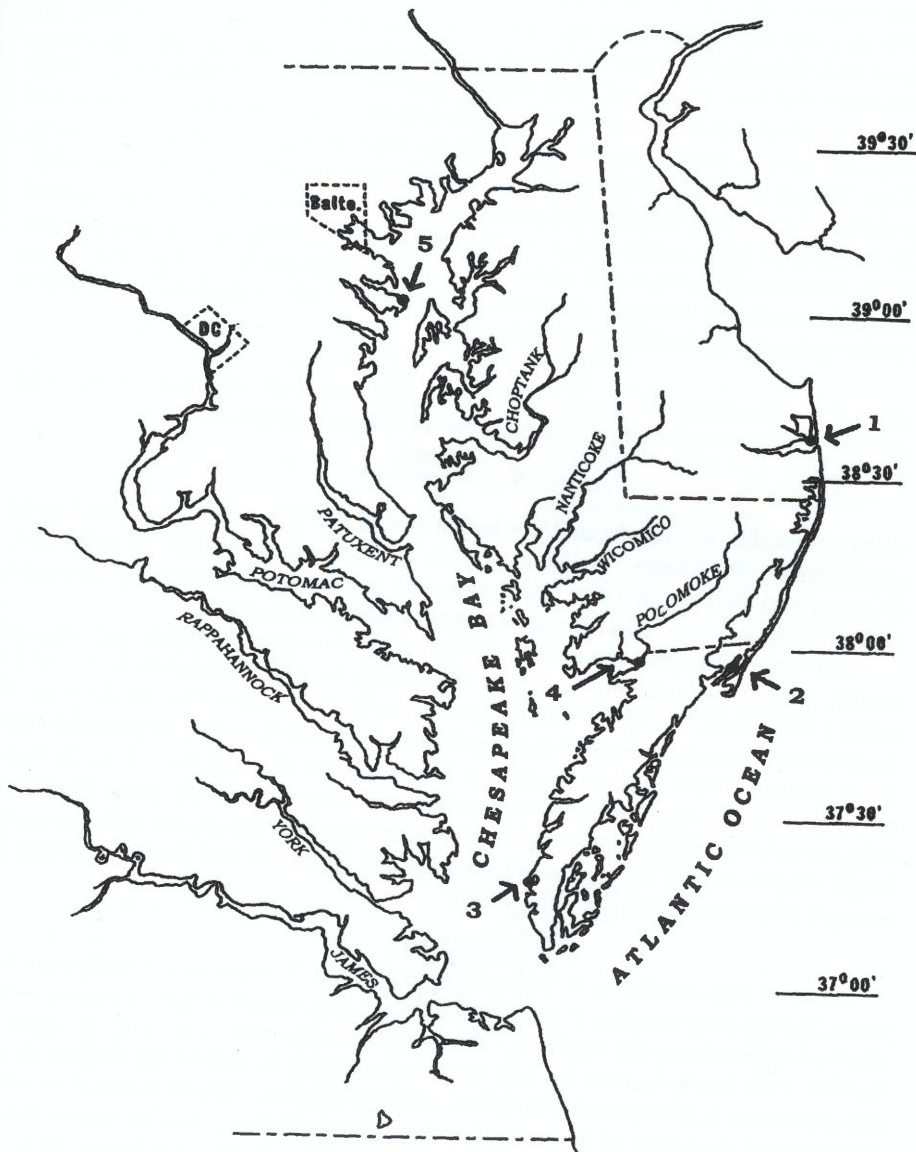 39°30'
Balto.
5
39°00'
DC
CHOPTANK
1
38°30'
NANTICOKE
PATUXENT
WICOMICO
POTOMAC
POCOMOKE
RAPPAHANNOCK
38°00'
4
2
CHESAPEAKE BAY
37°30'
YORK
3
ATLANTIC OCEAN
JAMES
37°00'